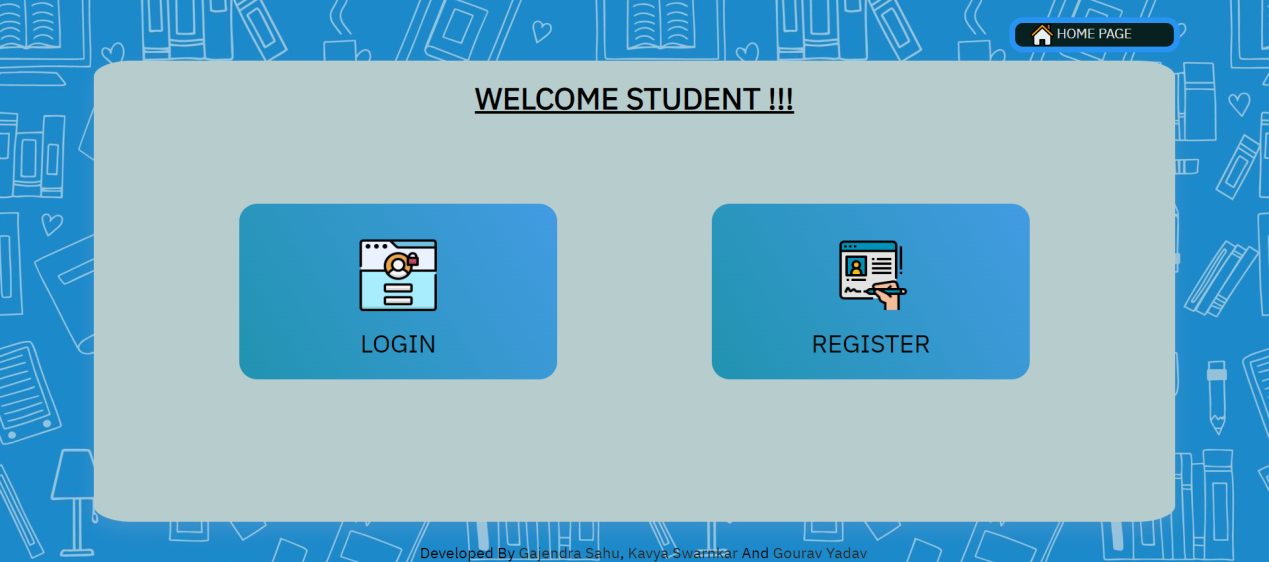 HOME PAGE
WELCOME STUDENT !!!
LOGIN
REGISTER
Developed By Gajendra Sahu, Kavya Swarnkar And Gourav Yadav